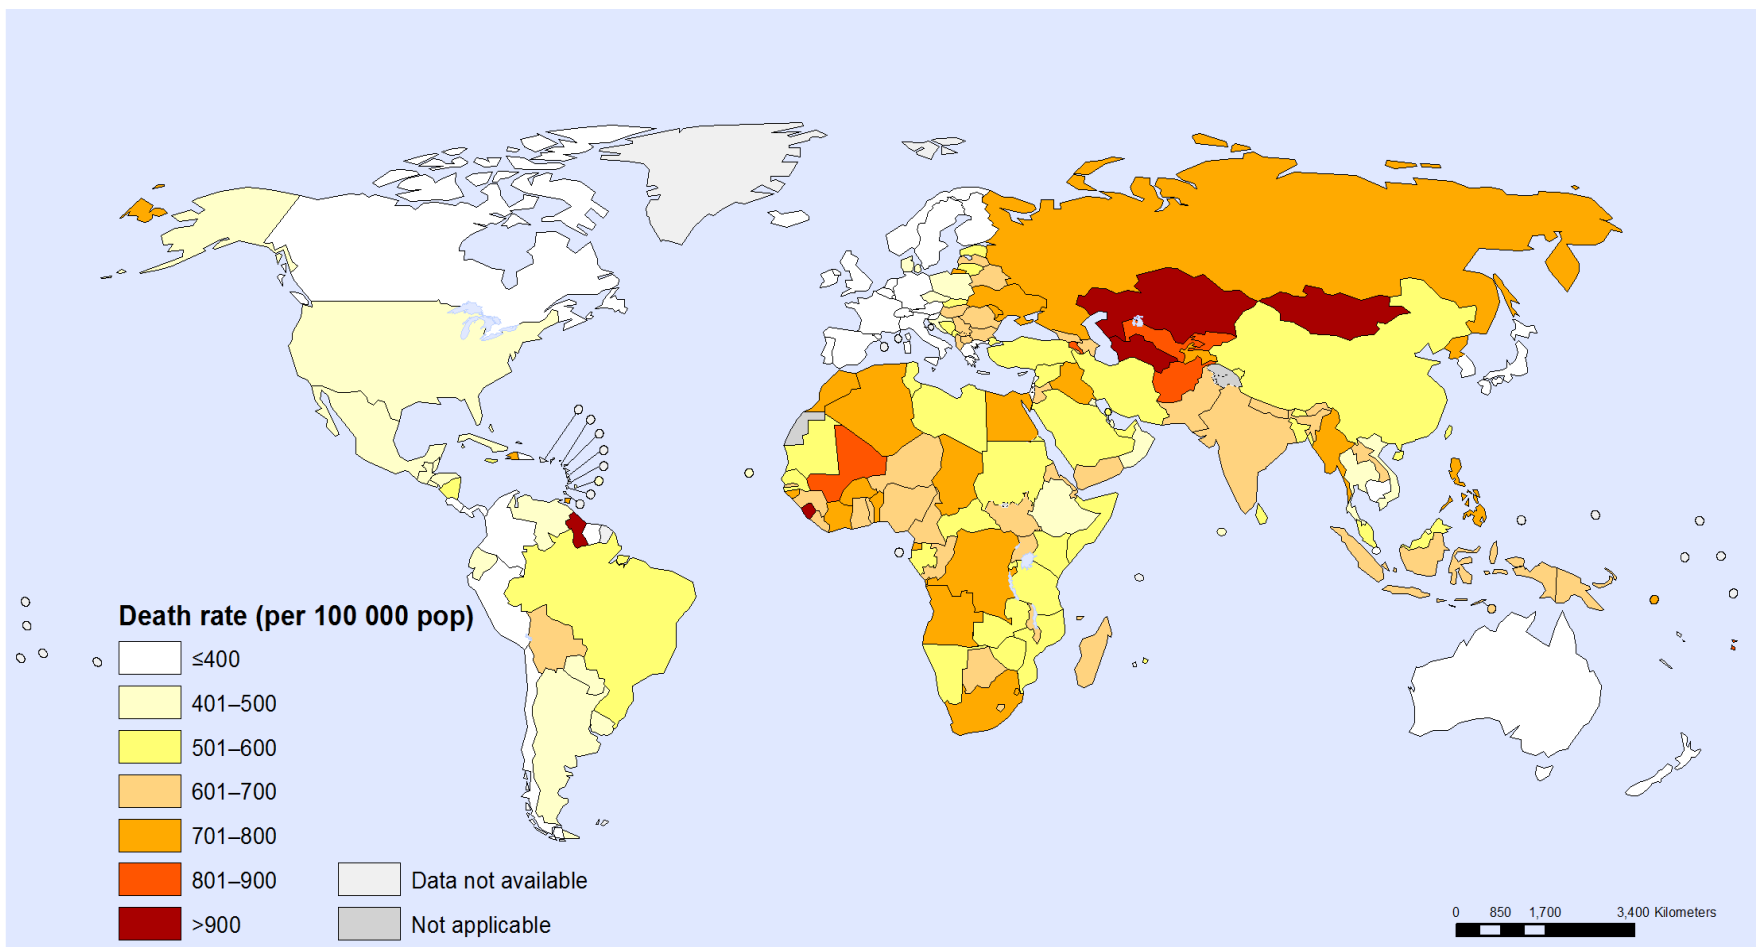 Death rate (per 100 000 pop)
≤400
401–500
501–600
601–700
701–800
801–900
>900
Data not available
Not applicable
0 850 1,700 3,400 Kilometers